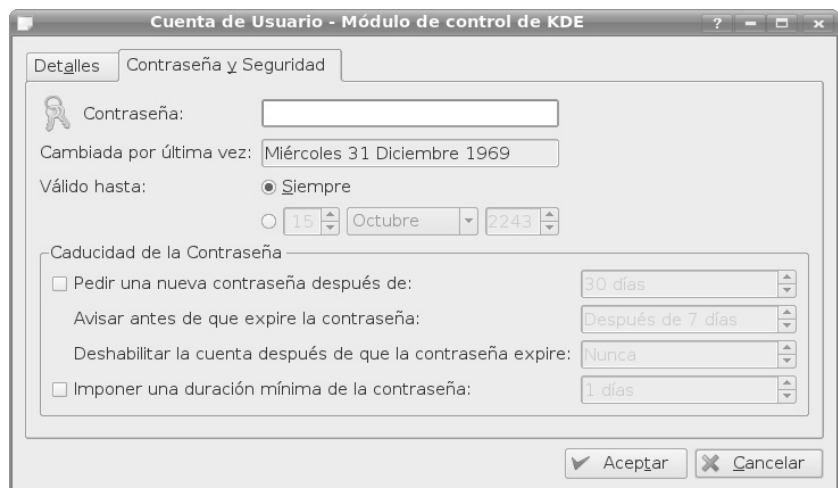 Cuenta de Usuario - Módulo de control de KDE
Detalles
Contraseña y Seguridad
Contraseña:
Cambiada por última vez: Miércoles 31 Diciembre 1969
Válido hasta: Siempre
15 Octubre 2243
Caducidad de la Contraseña
Pedir una nueva contraseña después de: 30 días
Avisar antes de que expire la contraseña: Después de 7 días
Deshabilitar la cuenta después de que la contraseña expire: Nunca
Imponer una duración mínima de la contraseña: 1 días
Aceptar Cancelar